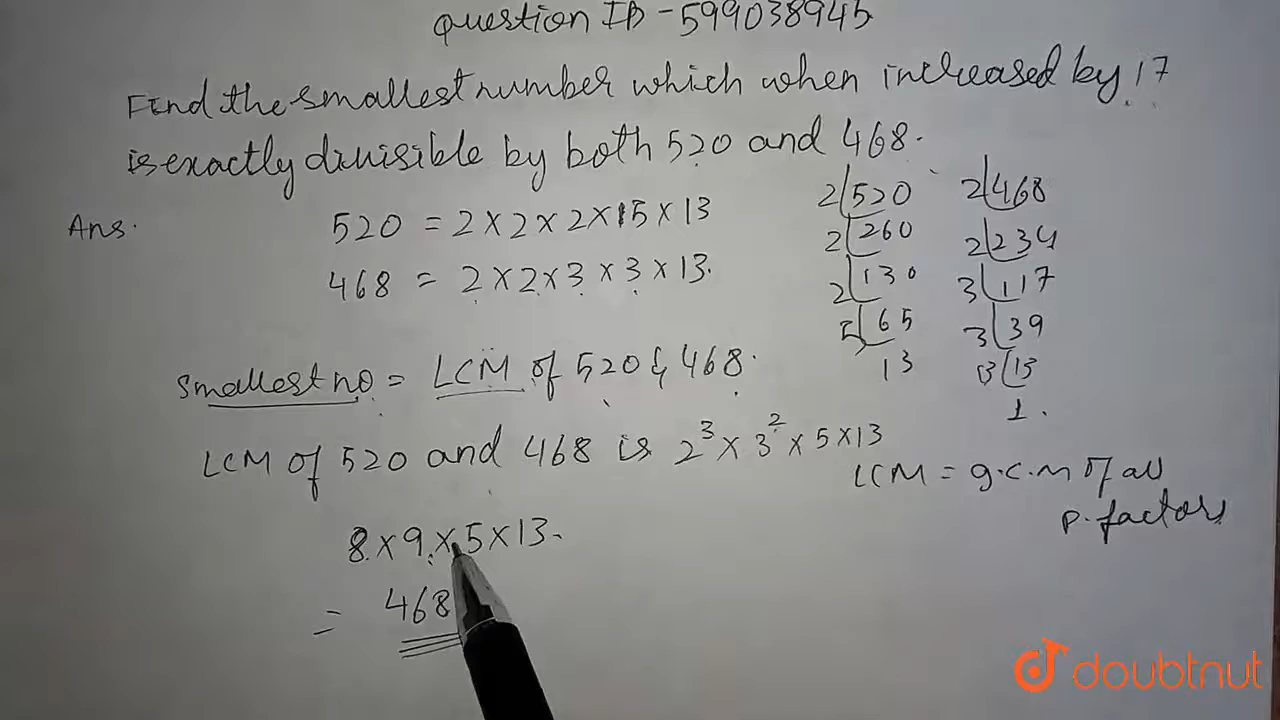 Question ID - 599038945
Find the smallest number which when increased by 17
is exactly divisible by both 520 and 468.
Ans.
520 = 2 × 2 × 2 × 5 × 13
468 = 2 × 2 × 3 × 3 × 13.
2 520
2 260
2 130
5 65
13
2 468
2 234
3 117
3 39
13 13
1.
Smallest no = LCM of 520 & 468.
LCM of 520 and 468 is 2³ × 3² × 5 × 13
LCM = g.c.m of all
p. factors
8 × 9 × 5 × 13.
= 468
doubtnut